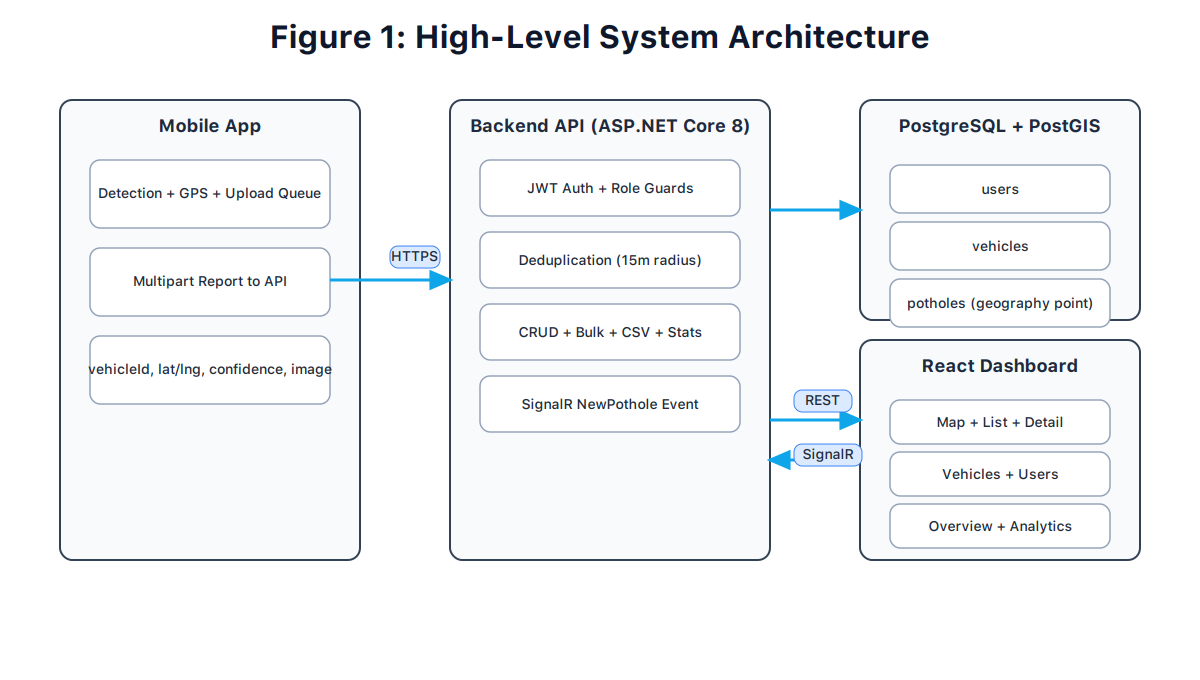 Figure 1: High-Level System Architecture
Mobile App
Detection + GPS + Upload Queue
Multipart Report to API
vehicleId, lat/lng, confidence, image
HTTPS
Backend API (ASP.NET Core 8)
JWT Auth + Role Guards
Deduplication (15m radius)
CRUD + Bulk + CSV + Stats
SignalR NewPothole Event
REST
SignalR
PostgreSQL + PostGIS
users
vehicles
potholes (geography point)
React Dashboard
Map + List + Detail
Vehicles + Users
Overview + Analytics